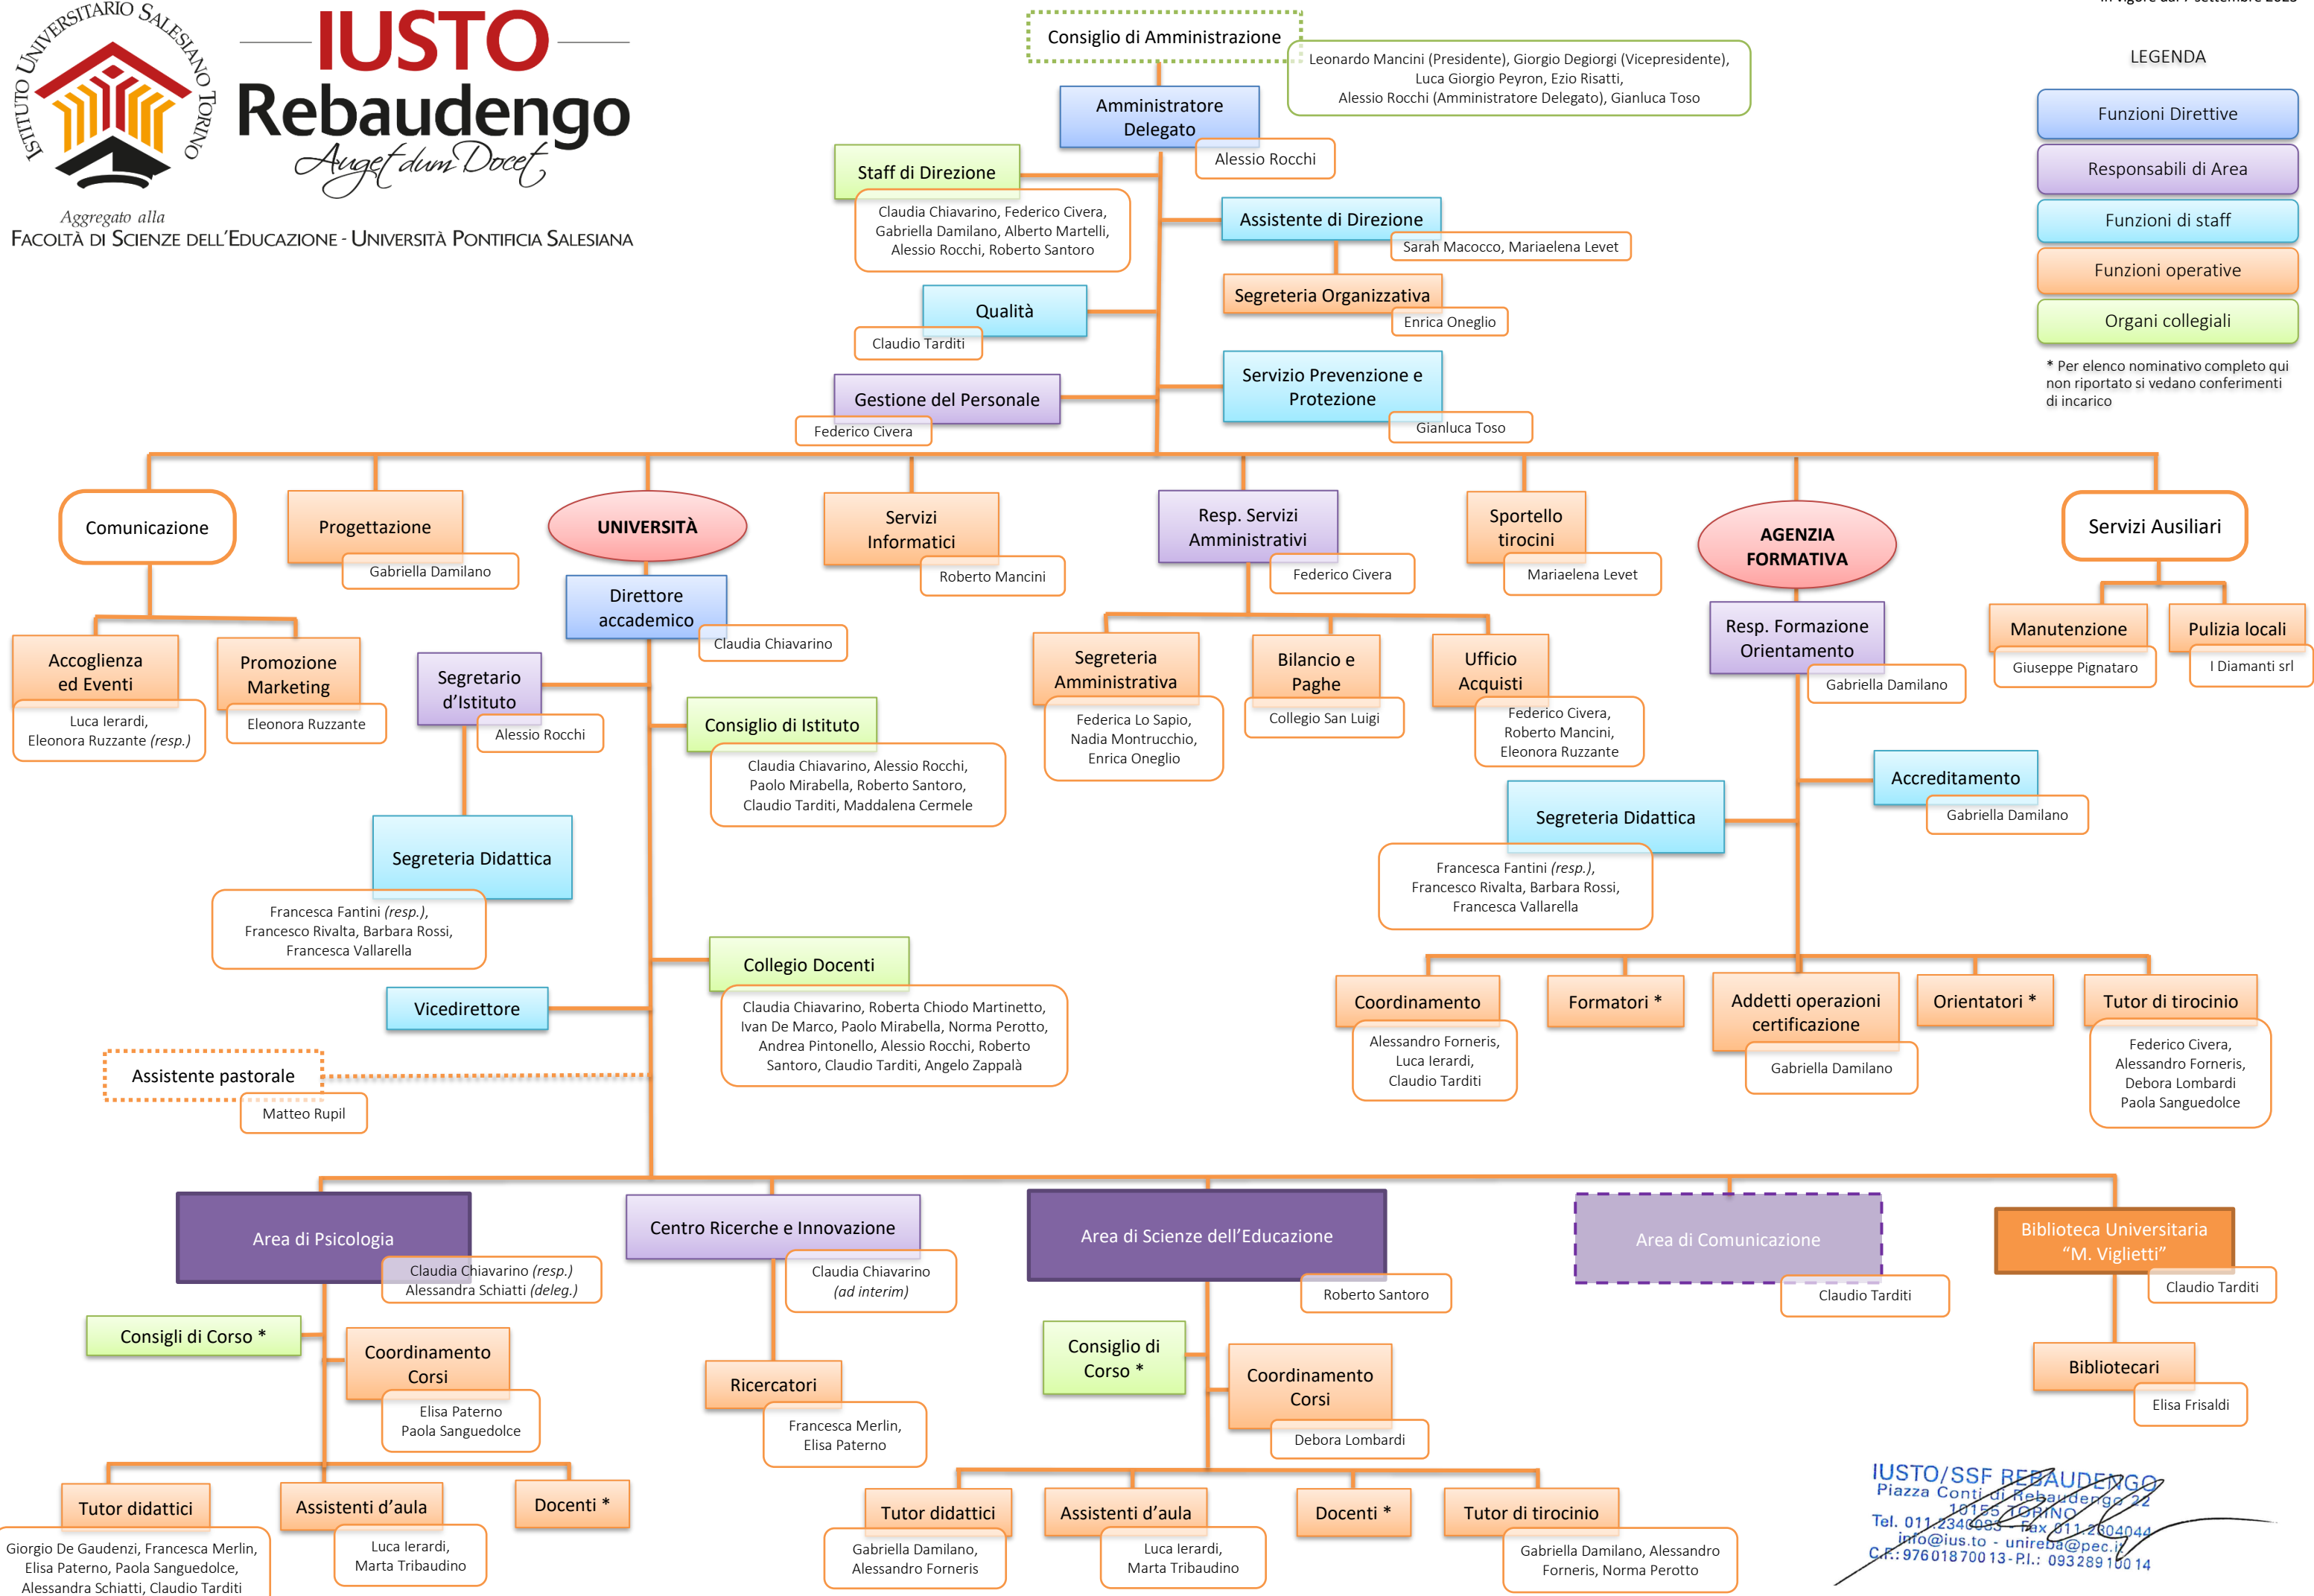 ISTITUTO UNIVERSITARIO SALESIANO TORINO
IUSTO
Rebaudengo
Auget dum Docet
Aggregato alla
FACOLTÀ DI SCIENZE DELL'EDUCAZIONE - UNIVERSITÀ PONTIFICIA SALESIANA
LEGENDA
Funzioni Direttive
Responsabili di Area
Funzioni di staff
Funzioni operative
Organi collegiali
* Per elenco nominativo completo qui
non riportato si vedano conferimenti
di incarico
Consiglio di Amministrazione
Leonardo Mancini (Presidente), Giorgio Degiorgi (Vicepresidente),
Luca Giorgio Peyron, Ezio Risatti,
Alessio Rocchi (Amministratore Delegato), Gianluca Toso
Amministratore
Delegato
Alessio Rocchi
Staff di Direzione
Claudia Chiavarino, Federico Civera,
Gabriella Damilano, Alberto Martelli,
Alessio Rocchi, Roberto Santoro
Assistente di Direzione
Sarah Macocco, Mariaelena Levet
Segreteria Organizzativa
Enrica Oneglio
Qualità
Claudio Tarditi
Servizio Prevenzione e
Protezione
Gianluca Toso
Gestione del Personale
Federico Civera
Comunicazione
Progettazione
Gabriella Damilano
UNIVERSITÀ
Servizi
Informatici
Roberto Mancini
Resp. Servizi
Amministrativi
Federico Civera
Sportello
tirocini
Mariaelena Levet
AGENZIA
FORMATIVA
Servizi Ausiliari
Accoglienza
ed Eventi
Luca Ierardi,
Eleonora Ruzzante (resp.)
Promozione
Marketing
Eleonora Ruzzante
Direttore
accademico
Claudia Chiavarino
Segretario
d'Istituto
Alessio Rocchi
Consiglio di Istituto
Claudia Chiavarino, Alessio Rocchi,
Paolo Mirabella, Roberto Santoro,
Claudio Tarditi, Maddalena Cermele
Segreteria
Amministrativa
Federica Lo Sapio,
Nadia Montrucchio,
Enrica Oneglio
Bilancio e
Paghe
Collegio San Luigi
Ufficio
Acquisti
Federico Civera,
Roberto Mancini,
Eleonora Ruzzante
Resp. Formazione
Orientamento
Gabriella Damilano
Manutenzione
Giuseppe Pignataro
Pulizia locali
I Diamanti srl
Accreditamento
Gabriella Damilano
Segreteria Didattica
Francesca Fantini (resp.),
Francesco Rivalta, Barbara Rossi,
Francesca Vallarella
Segreteria Didattica
Francesca Fantini (resp.),
Francesco Rivalta, Barbara Rossi,
Francesca Vallarella
Collegio Docenti
Claudia Chiavarino, Roberta Chiodo Martinetto,
Ivan De Marco, Paolo Mirabella, Norma Perotto,
Andrea Pintonello, Alessio Rocchi, Roberto
Santoro, Claudio Tarditi, Angelo Zappalà
Vicedirettore
Assistente pastorale
Matteo Rupil
Coordinamento
Alessandro Forneris,
Luca Ierardi,
Claudio Tarditi
Formatori *
Addetti operazioni
certificazione
Gabriella Damilano
Orientatori *
Tutor di tirocinio
Federico Civera,
Alessandro Forneris,
Debora Lombardi
Paola Sanguedolce
Area di Psicologia
Claudia Chiavarino (resp.)
Alessandra Schiatti (deleg.)
Centro Ricerche e Innovazione
Claudia Chiavarino
(ad interim)
Area di Scienze dell'Educazione
Roberto Santoro
Area di Comunicazione
Claudio Tarditi
Biblioteca Universitaria
"M. Viglietti"
Claudio Tarditi
Consigli di Corso *
Coordinamento
Corsi
Elisa Paterno
Paola Sanguedolce
Ricercatori
Francesca Merlin,
Elisa Paterno
Consiglio di
Corso *
Coordinamento
Corsi
Debora Lombardi
Bibliotecari
Elisa Frisaldi
Tutor didattici
Giorgio De Gaudenzi, Francesca Merlin,
Elisa Paterno, Paola Sanguedolce,
Alessandra Schiatti, Claudio Tarditi
Assistenti d'aula
Luca Ierardi,
Marta Tribaudino
Docenti *
Tutor didattici
Gabriella Damilano,
Alessandro Forneris
Assistenti d'aula
Luca Ierardi,
Marta Tribaudino
Docenti *
Tutor di tirocinio
Gabriella Damilano, Alessandro
Forneris, Norma Perotto
IUSTO/SSF REBAUDENGO
Piazza Conti di Rebaudengo 22
10155 TORINO
Tel. 011.2340083 - Fax 011.2304044
info@ius.to - unireba@pec.it
C.F.: 97601870013-P.I.: 09328910014